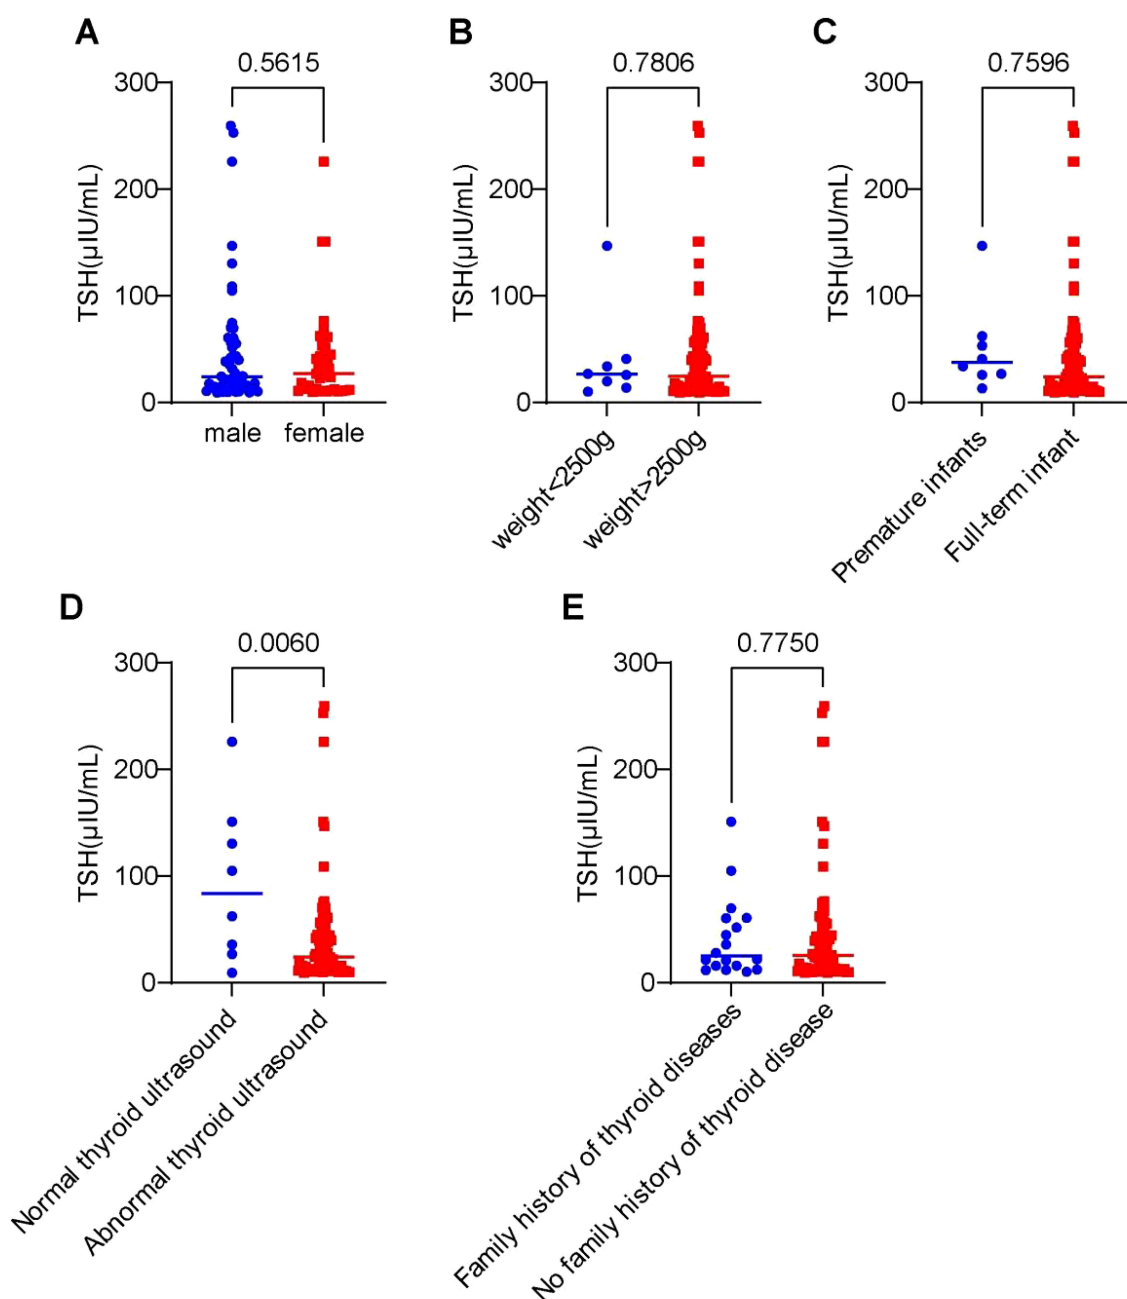 A
0.5615
300
200
100
0
TSH(μIU/mL)
male
female
B
0.7806
300
200
100
0
TSH(μIU/mL)
weight<2500g
weight>2500g
C
0.7596
300
200
100
0
TSH(μIU/mL)
Premature infants
Full-term infant
D
0.0060
300
200
100
0
TSH(μIU/mL)
Normal thyroid ultrasound
Abnormal thyroid ultrasound
E
0.7750
300
200
100
0
TSH(μIU/mL)
Family history of thyroid diseases
No family history of thyroid disease